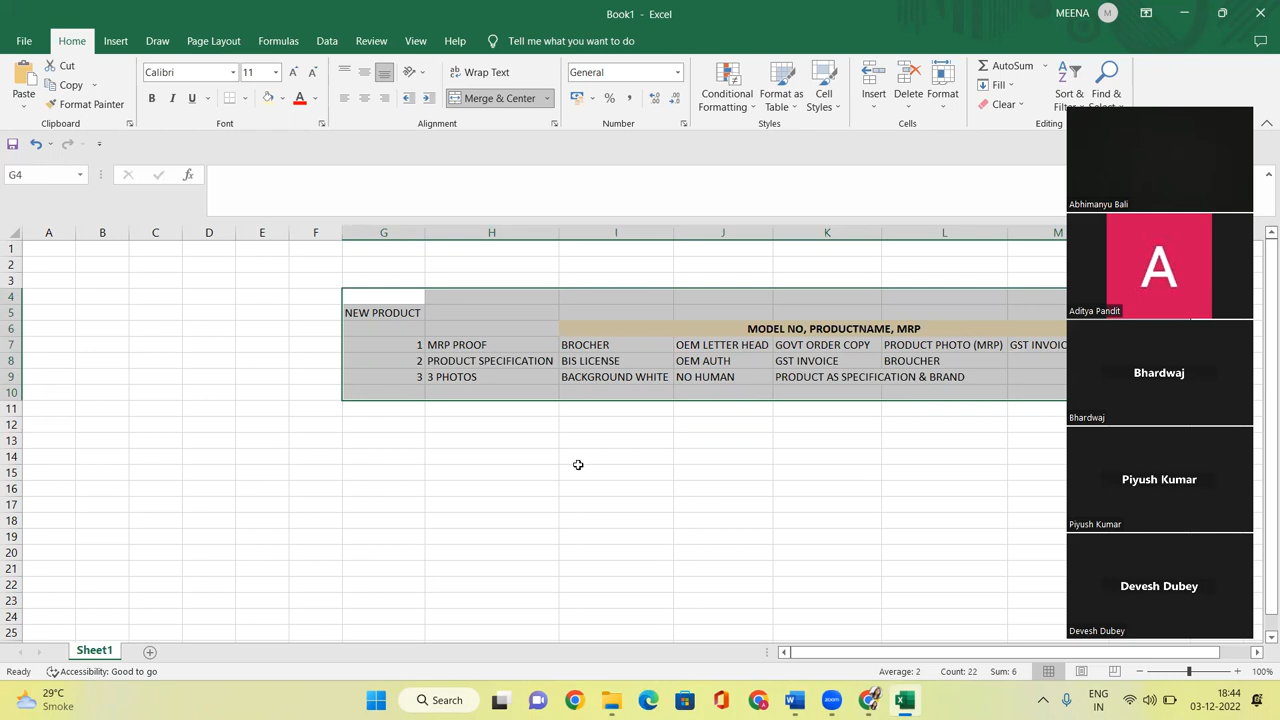 Book1 - Excel
MEENA M
File Home Insert Draw Page Layout Formulas Data Review View Help Tell me what you want to do
Paste
Cut
Copy
Format Painter
Clipboard
Calibri 11
B I U
Font
Wrap Text
Merge & Center
Alignment
General
Number
Conditional Formatting
Format as Table
Cell Styles
Styles
Insert
Delete
Format
Cells
AutoSum
Fill
Clear
Sort & Filter
Find & Select
Editing
G4
A B C D E F G H I J K L M
1
2
3
4
5 NEW PRODUCT
6 MODEL NO, PRODUCTNAME, MRP
7 1 MRP PROOF BROCHER OEM LETTER HEAD GOVT ORDER COPY PRODUCT PHOTO (MRP) GST INVOIC
8 2 PRODUCT SPECIFICATION BIS LICENSE OEM AUTH GST INVOICE BROUCHER
9 3 3 PHOTOS BACKGROUND WHITE NO HUMAN PRODUCT AS SPECIFICATION & BRAND
10
11
12
13
14
15
16
17
18
19
20
21
22
23
24
25
Abhimanyu Bali
A
Aditya Pandit
Bhardwaj
Bhardwaj
Piyush Kumar
Piyush Kumar
Devesh Dubey
Devesh Dubey
Sheet1
Ready Accessibility: Good to go Average: 2 Count: 22 Sum: 6 100%
29°C
Smoke
Search
ENG
IN
18:44
03-12-2022